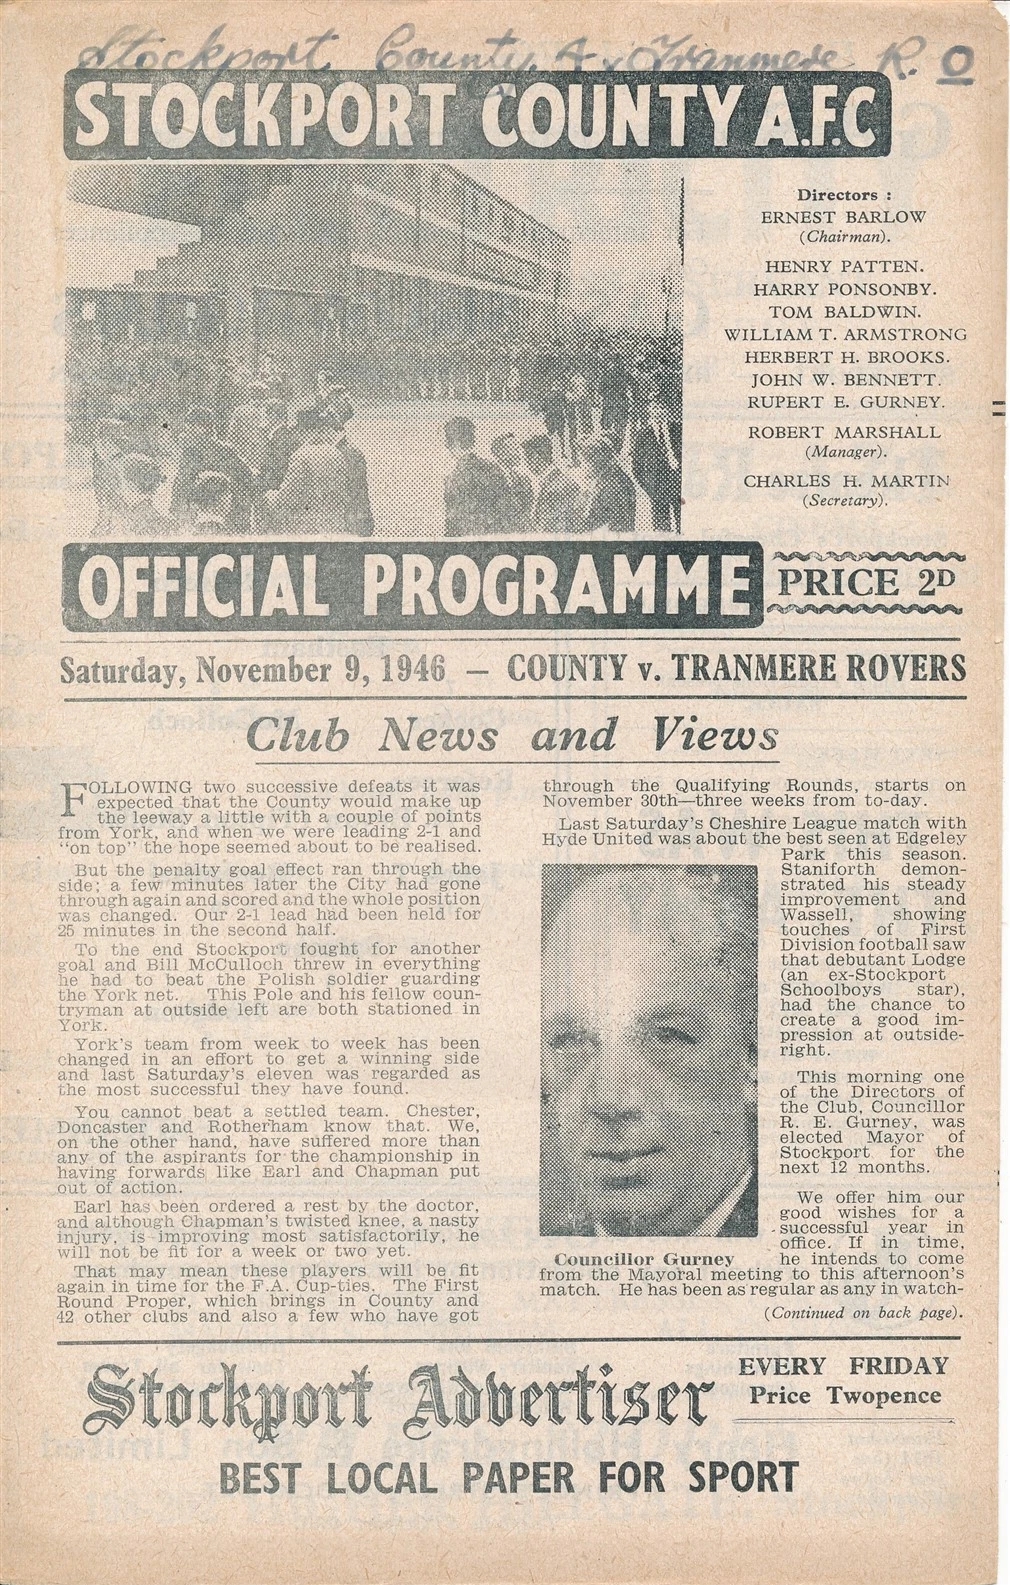 Stockport County. 4 v Tranmere R. 0
STOCKPORT COUNTY A.F.C
Directors :
ERNEST BARLOW
(Chairman).
HENRY PATTEN.
HARRY PONSONBY.
TOM BALDWIN.
WILLIAM T. ARMSTRONG
HERBERT H. BROOKS.
JOHN W. BENNETT.
RUPERT E. GURNEY.
ROBERT MARSHALL
(Manager).
CHARLES H. MARTIN
(Secretary).
OFFICIAL PROGRAMME
PRICE 2D
Saturday, November 9, 1946 — COUNTY v. TRANMERE ROVERS
Club News and Views
FOLLOWING two successive defeats it was
expected that the County would make up
the leeway a little with a couple of points
from York, and when we were leading 2-1 and
"on top" the hope seemed about to be realised.
But the penalty goal effect ran through the
side; a few minutes later the City had gone
through again and scored and the whole position
was changed. Our 2-1 lead had been held for
25 minutes in the second half.
To the end Stockport fought for another
goal and Bill McCulloch threw in everything
he had to beat the Polish soldier guarding
the York net. This Pole and his fellow coun-
tryman at outside left are both stationed in
York.
York's team from week to week has been
changed in an effort to get a winning side
and last Saturday's eleven was regarded as
the most successful they have found.
You cannot beat a settled team. Chester,
Doncaster and Rotherham know that. We,
on the other hand, have suffered more than
any of the aspirants for the championship in
having forwards like Earl and Chapman put
out of action.
Earl has been ordered a rest by the doctor,
and although Chapman's twisted knee, a nasty
injury, is improving most satisfactorily, he
will not be fit for a week or two yet.
That may mean these players will be fit
again in time for the F.A. Cup-ties. The First
Round Proper, which brings in County and
42 other clubs and also a few who have got
through the Qualifying Rounds, starts on
November 30th—three weeks from to-day.
Last Saturday's Cheshire League match with
Hyde United was about the best seen at Edgeley
Park this season.
Staniforth demon-
strated his steady
improvement and
Wassell, showing
touches of First
Division football saw
that debutant Lodge
(an ex-Stockport
Schoolboys star),
had the chance to
create a good im-
pression at outside-
right.
This morning one
of the Directors of
the Club, Councillor
R. E. Gurney, was
elected Mayor of
Stockport for the
next 12 months.
We offer him our
good wishes for a
successful year in
office. If in time,
he intends to come
Councillor Gurney
from the Mayoral meeting to this afternoon's
match. He has been as regular as any in watch-
(Continued on back page).
Stockport Advertiser
EVERY FRIDAY
Price Twopence
BEST LOCAL PAPER FOR SPORT